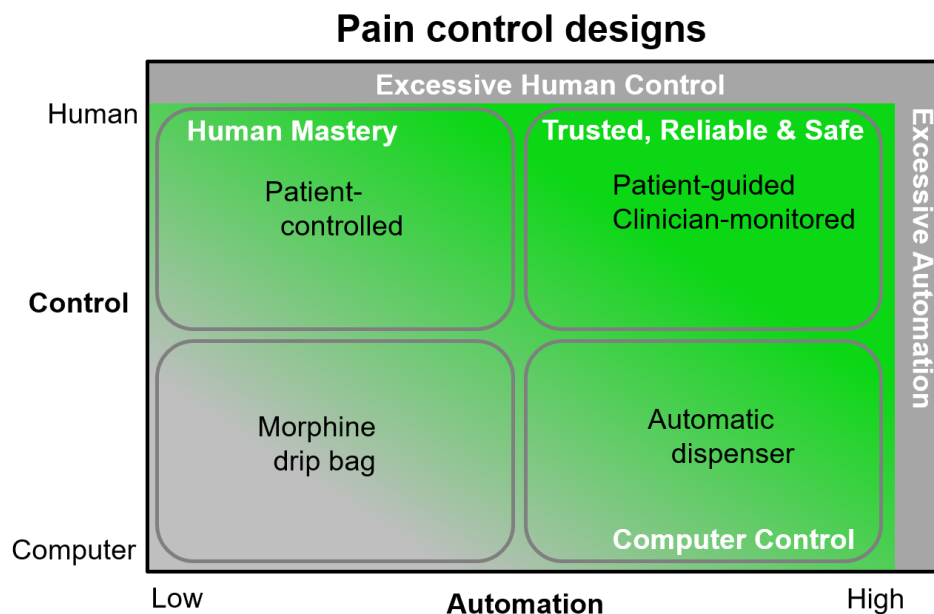 Pain control designs
Excessive Human Control
Human
Human Mastery
Trusted, Reliable & Safe
Patient-
controlled
Patient-guided
Clinician-monitored
Excessive Automation
Control
Morphine
drip bag
Automatic
dispenser
Computer Control
Computer
Low
Automation
High